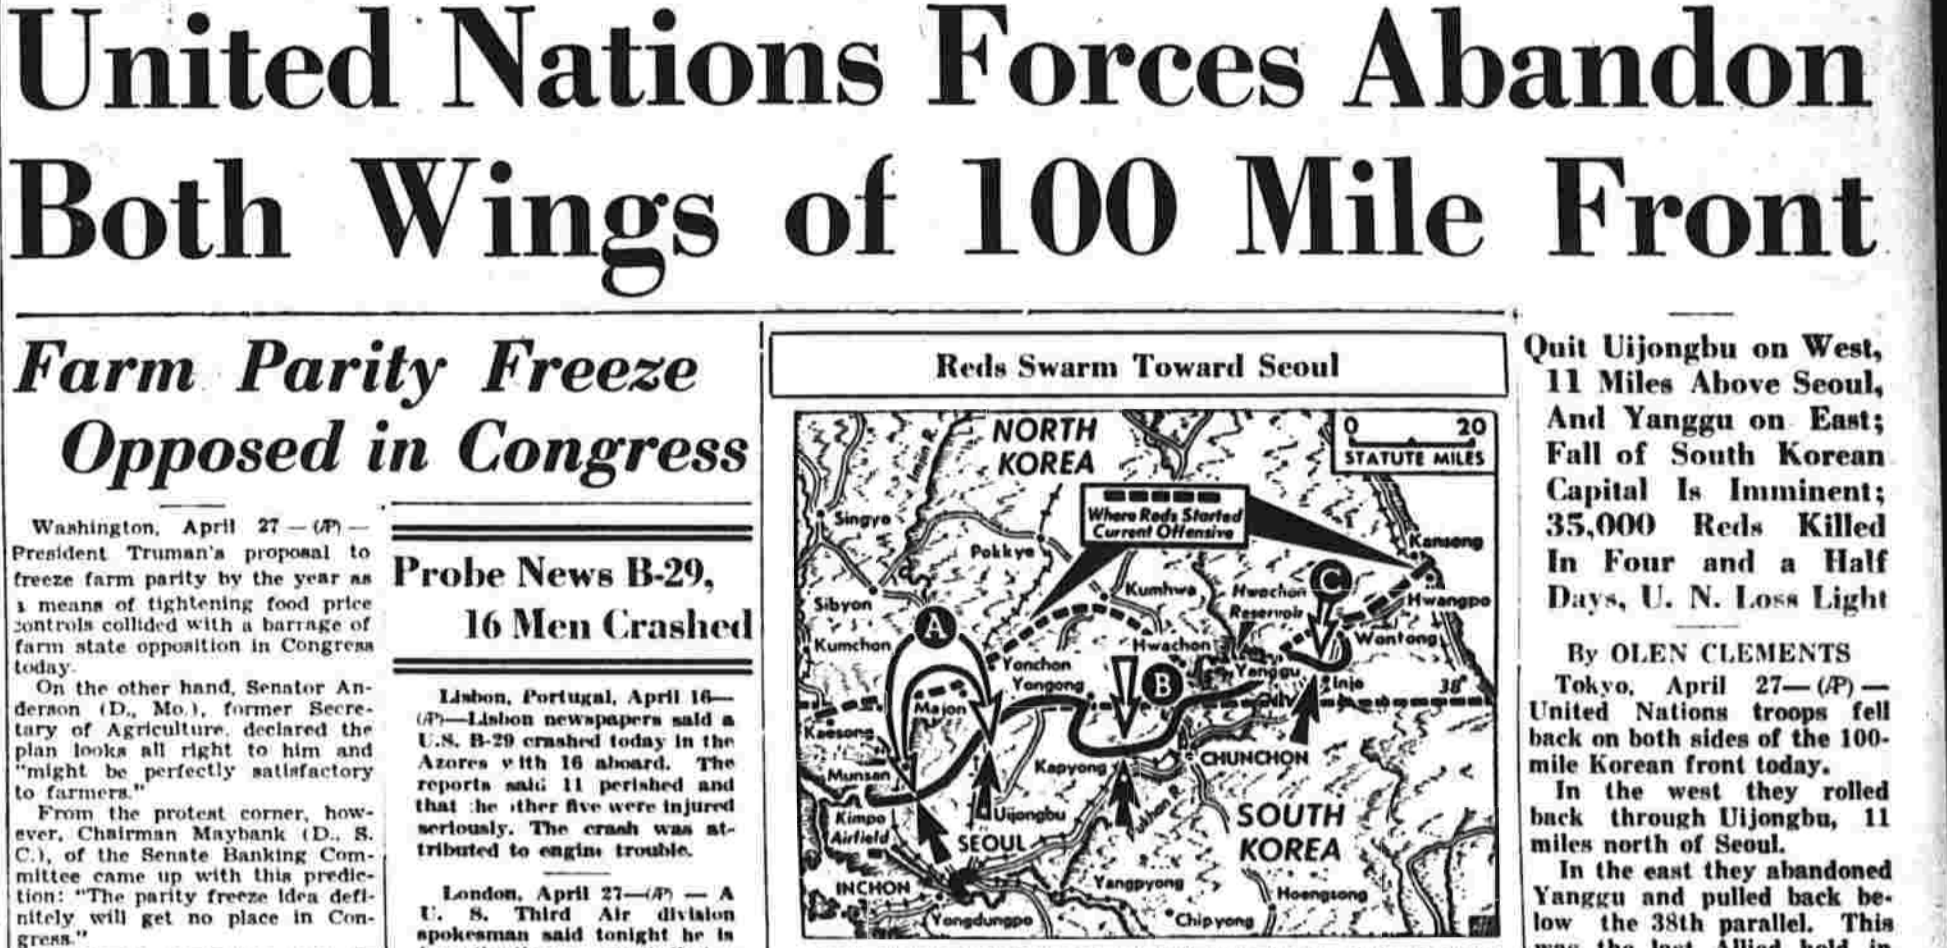 United Nations Forces Abandon
Both Wings of 100 Mile Front
Farm Parity Freeze
Opposed in Congress
Washington, April 27—(AP)—
President Truman's proposal to
freeze farm parity by the year as
a means of tightening food price
controls collided with a barrage of
farm state opposition in Congress
today.
On the other hand, Senator An-
derson (D., Mo.), former Secre-
tary of Agriculture, declared the
plan looks all right to him and
"might be perfectly satisfactory
to farmers."
From the protest corner, how-
ever, Chairman Maybank (D., S.
C.), of the Senate Banking Com-
mittee came up with this predic-
tion: "The parity freeze idea defi-
nitely will get no place in Con-
gress."
Probe News B-29,
16 Men Crashed
Lisbon, Portugal, April 16—
(AP)—Lisbon newspapers said a
U.S. B-29 crashed today in the
Azores with 16 aboard. The
reports said 11 perished and
that the other five were injured
seriously. The crash was at-
tributed to engine trouble.
London, April 27—(AP) — A
U. S. Third Air division
spokesman said tonight he is
Reds Swarm Toward Seoul
NORTH
KOREA
0 20
STATUTE MILES
Imjin R.
Where Reds Started
Current Offensive
Singye
Pokkye
Kansong
Kumhwa
Hwachon
Reservoir
C
Hwangpo
Sibyon
A
Kumchon
Hwachon
Wontong
Yonchon
Yongong
B
Yanggu
Inje
38°
Majon
Kaesong
Munsan
Kapyong
CHUNCHON
Pukhan R.
Kimpo
Airfield
Uijongbu
SEOUL
SOUTH
KOREA
INCHON
Yangpyong
Hoengsong
Yongdungpo
Chipyong
Quit Uijongbu on West,
11 Miles Above Seoul,
And Yanggu on East;
Fall of South Korean
Capital Is Imminent;
35,000 Reds Killed
In Four and a Half
Days, U. N. Loss Light
By OLEN CLEMENTS
Tokyo, April 27—(AP)—
United Nations troops fell
back on both sides of the 100-
mile Korean front today.
In the west they rolled
back through Uijongbu, 11
miles north of Seoul.
In the east they abandoned
Yanggu and pulled back be-
low the 38th parallel. This
was the last Allied held in